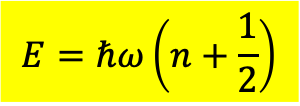 E = ħω(n + 1/2)